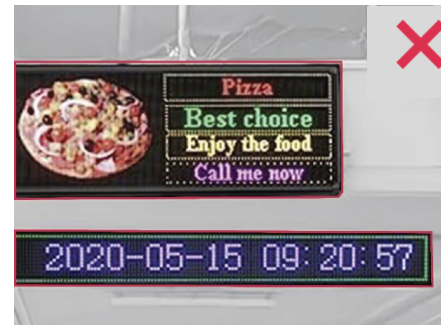 Pizza
Best choice
Enjoy the food
Call me now
2020-05-15 09:20:57